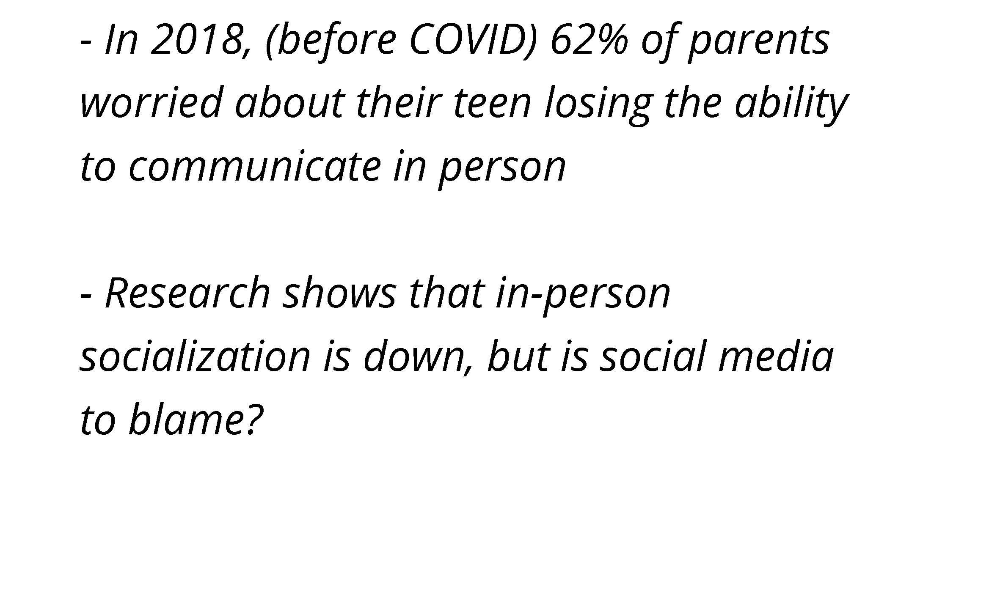 - In 2018, (before COVID) 62% of parents
worried about their teen losing the ability
to communicate in person
- Research shows that in-person
socialization is down, but is social media
to blame?